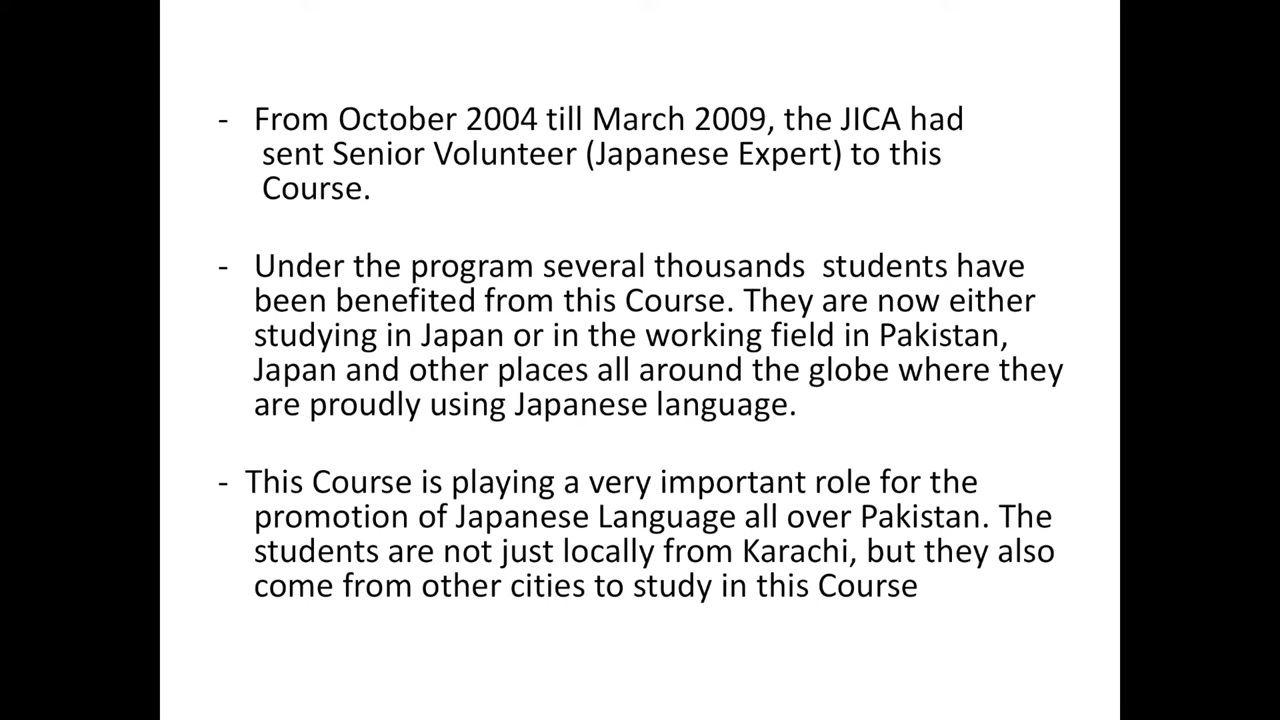 - From October 2004 till March 2009, the JICA had
sent Senior Volunteer (Japanese Expert) to this
Course.
- Under the program several thousands  students have
been benefited from this Course. They are now either
studying in Japan or in the working field in Pakistan,
Japan and other places all around the globe where they
are proudly using Japanese language.
- This Course is playing a very important role for the
promotion of Japanese Language all over Pakistan. The
students are not just locally from Karachi, but they also
come from other cities to study in this Course